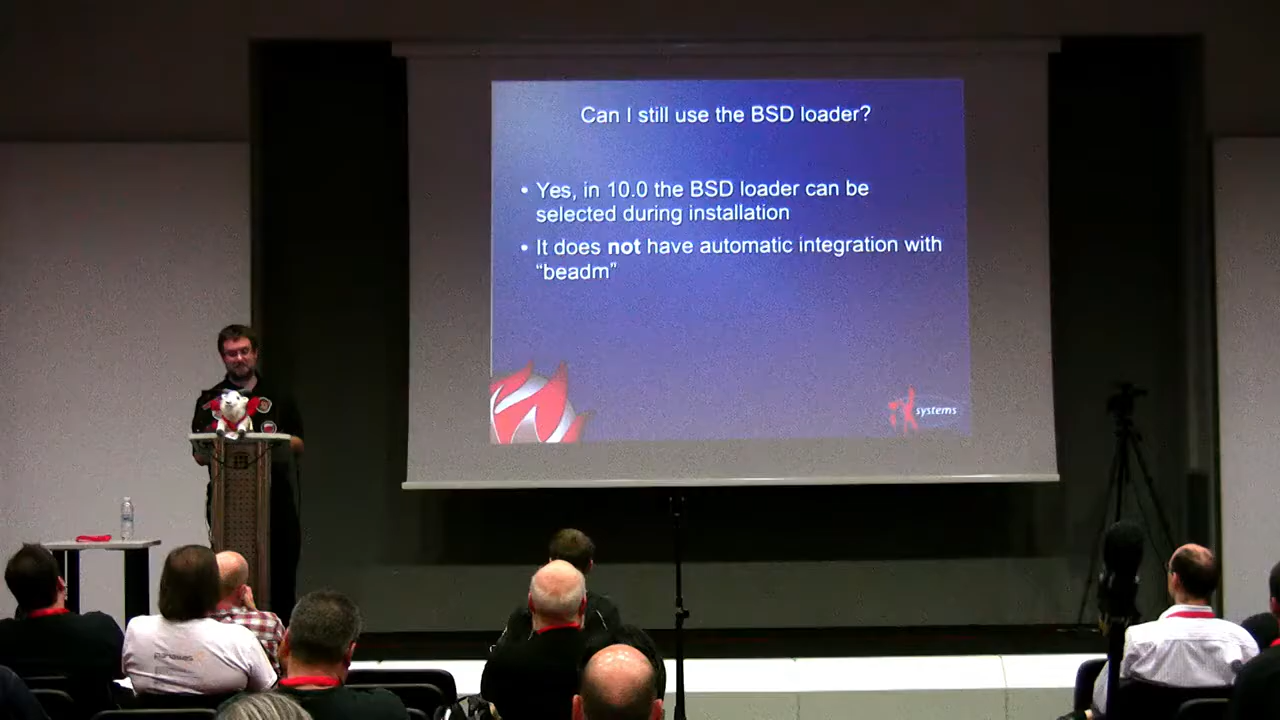 Can I still use the BSD loader?
• Yes, in 10.0 the BSD loader can be
selected during installation
• It does not have automatic integration with
“beadm”
systems